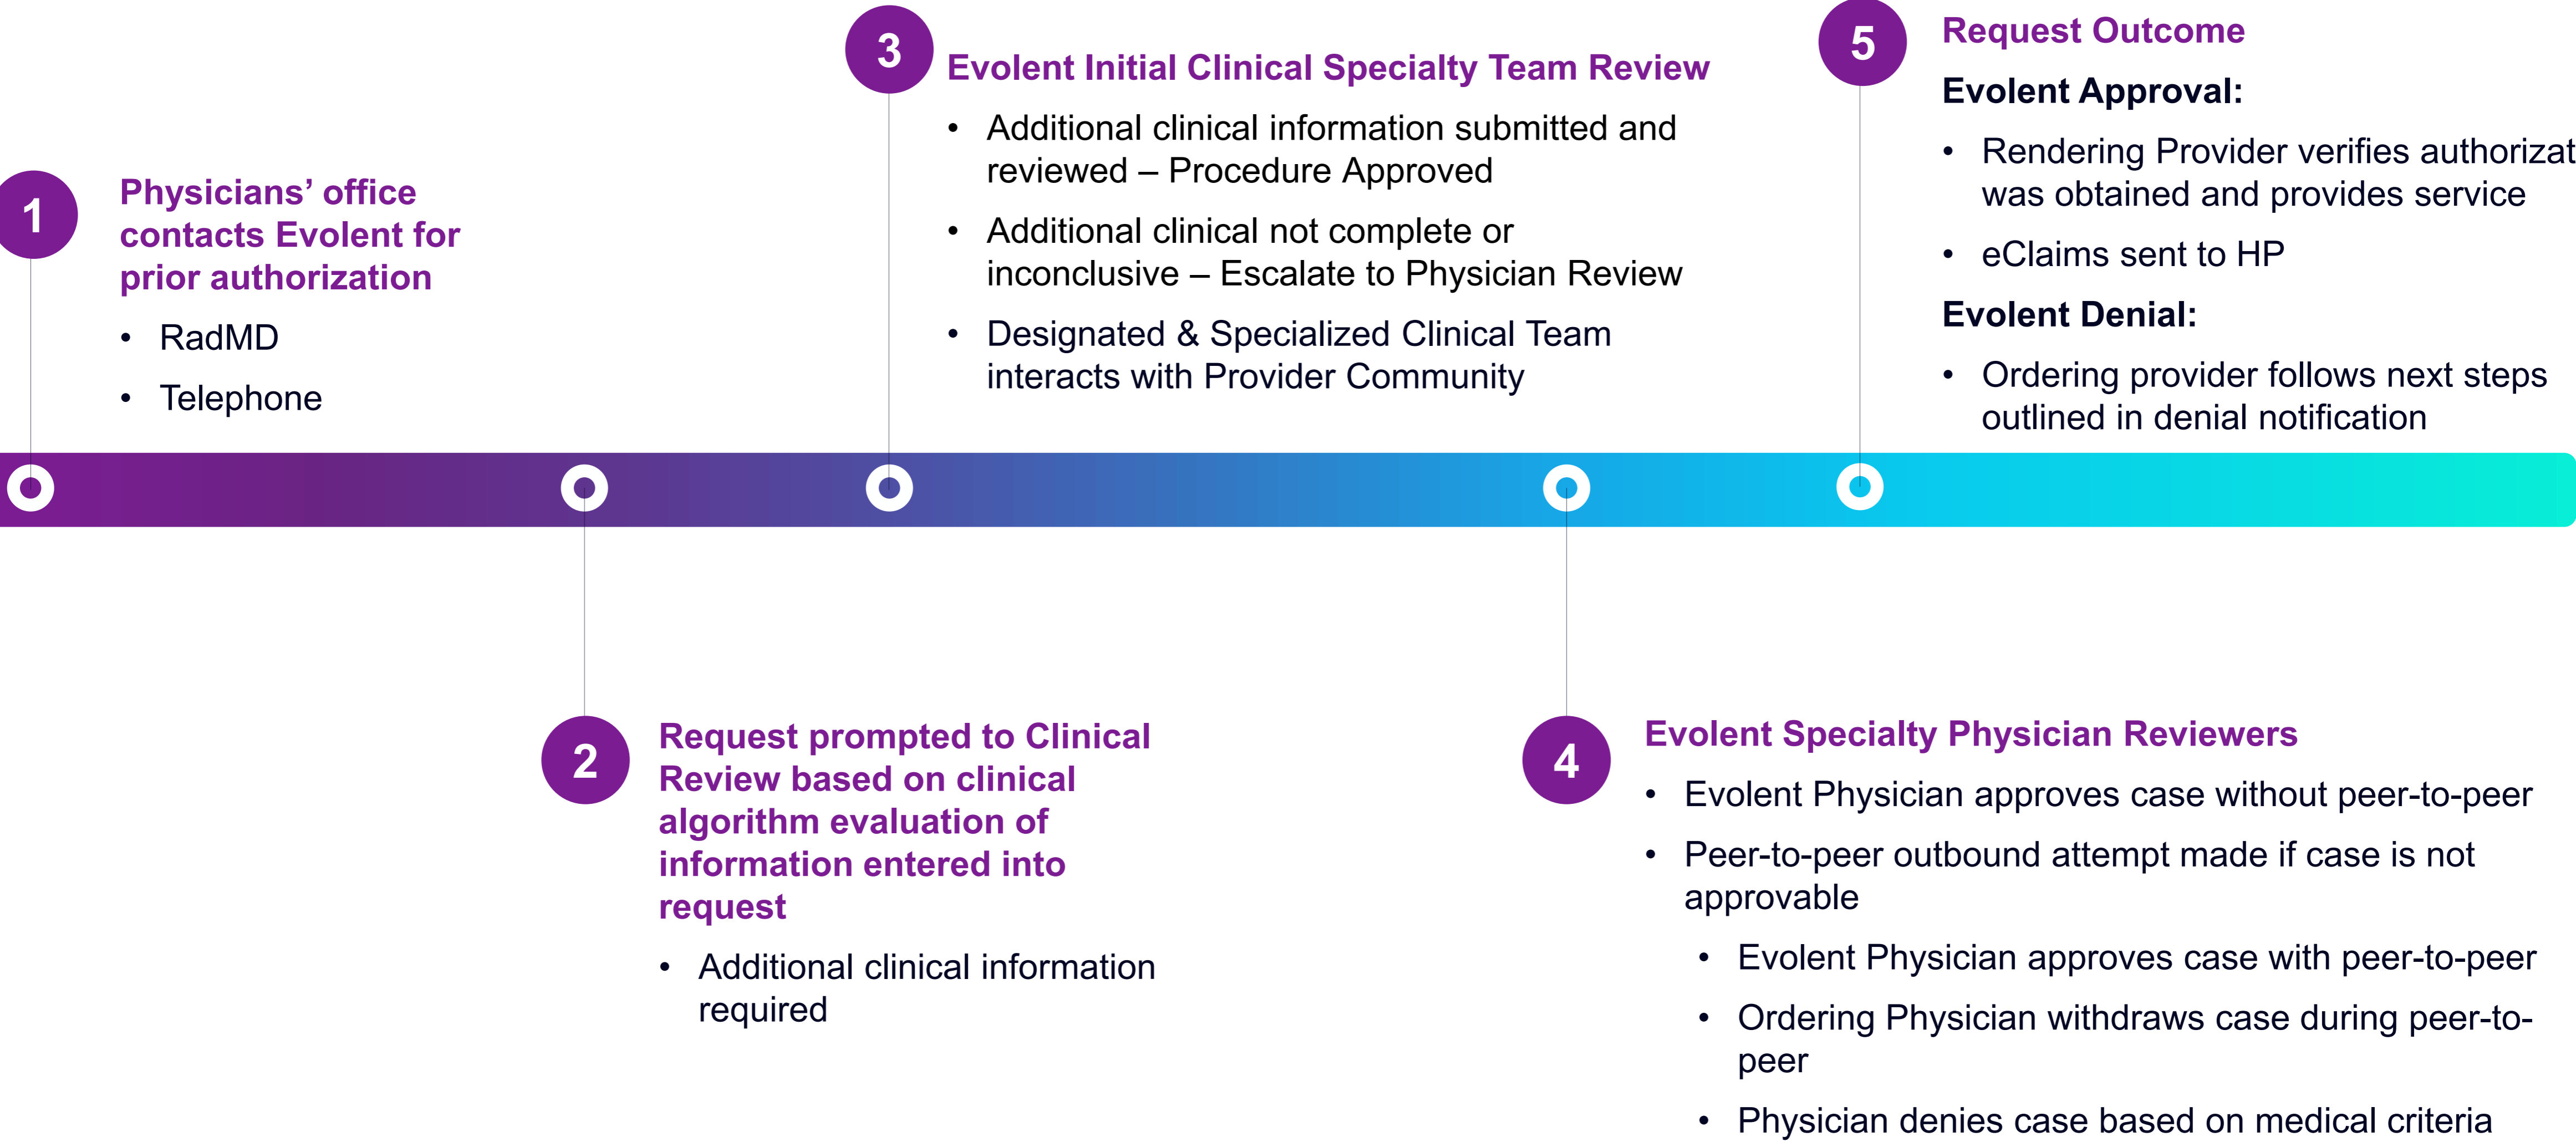 1
Physicians’ office
contacts Evolent for
prior authorization
• RadMD
• Telephone
2
Request prompted to Clinical
Review based on clinical
algorithm evaluation of
information entered into
request
• Additional clinical information
required
3
Evolent Initial Clinical Specialty Team Review
• Additional clinical information submitted and
reviewed – Procedure Approved
• Additional clinical not complete or
inconclusive – Escalate to Physician Review
• Designated & Specialized Clinical Team
interacts with Provider Community
4
Evolent Specialty Physician Reviewers
• Evolent Physician approves case without peer-to-peer
• Peer-to-peer outbound attempt made if case is not
approvable
• Evolent Physician approves case with peer-to-peer
• Ordering Physician withdraws case during peer-to-
peer
• Physician denies case based on medical criteria
5
Request Outcome
Evolent Approval:
• Rendering Provider verifies
was obtained and provides service
• eClaims sent to HP
Evolent Denial:
• Ordering provider follows next steps
outlined in denial notification